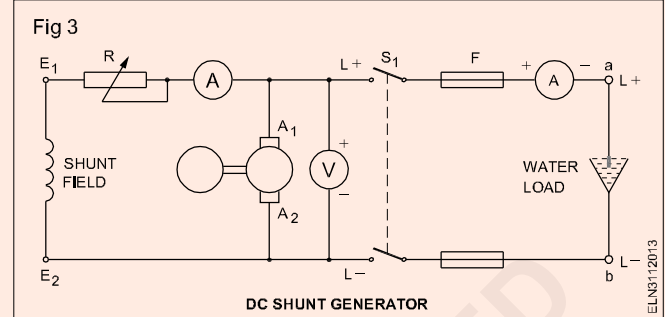 Fig 3
E1
R
A
L+
S1
F
+
A
−
a
L+
A1
SHUNT
FIELD
V
+
−
WATER
LOAD
A2
E2
L−
b
L−
DC SHUNT GENERATOR
ELN3112013